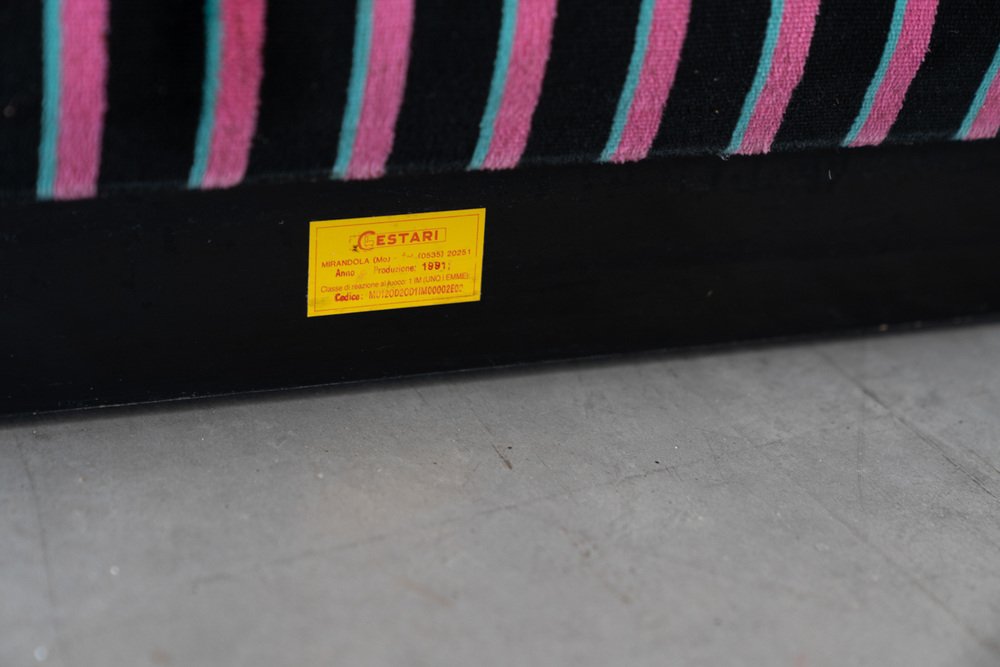 CESTARI
MIRANDOLA (Mo) (0535) 20251
Anno Produzione: 1991
Classe di reazione al fuoco: 1 IM (UNO I EMME)
Codice: